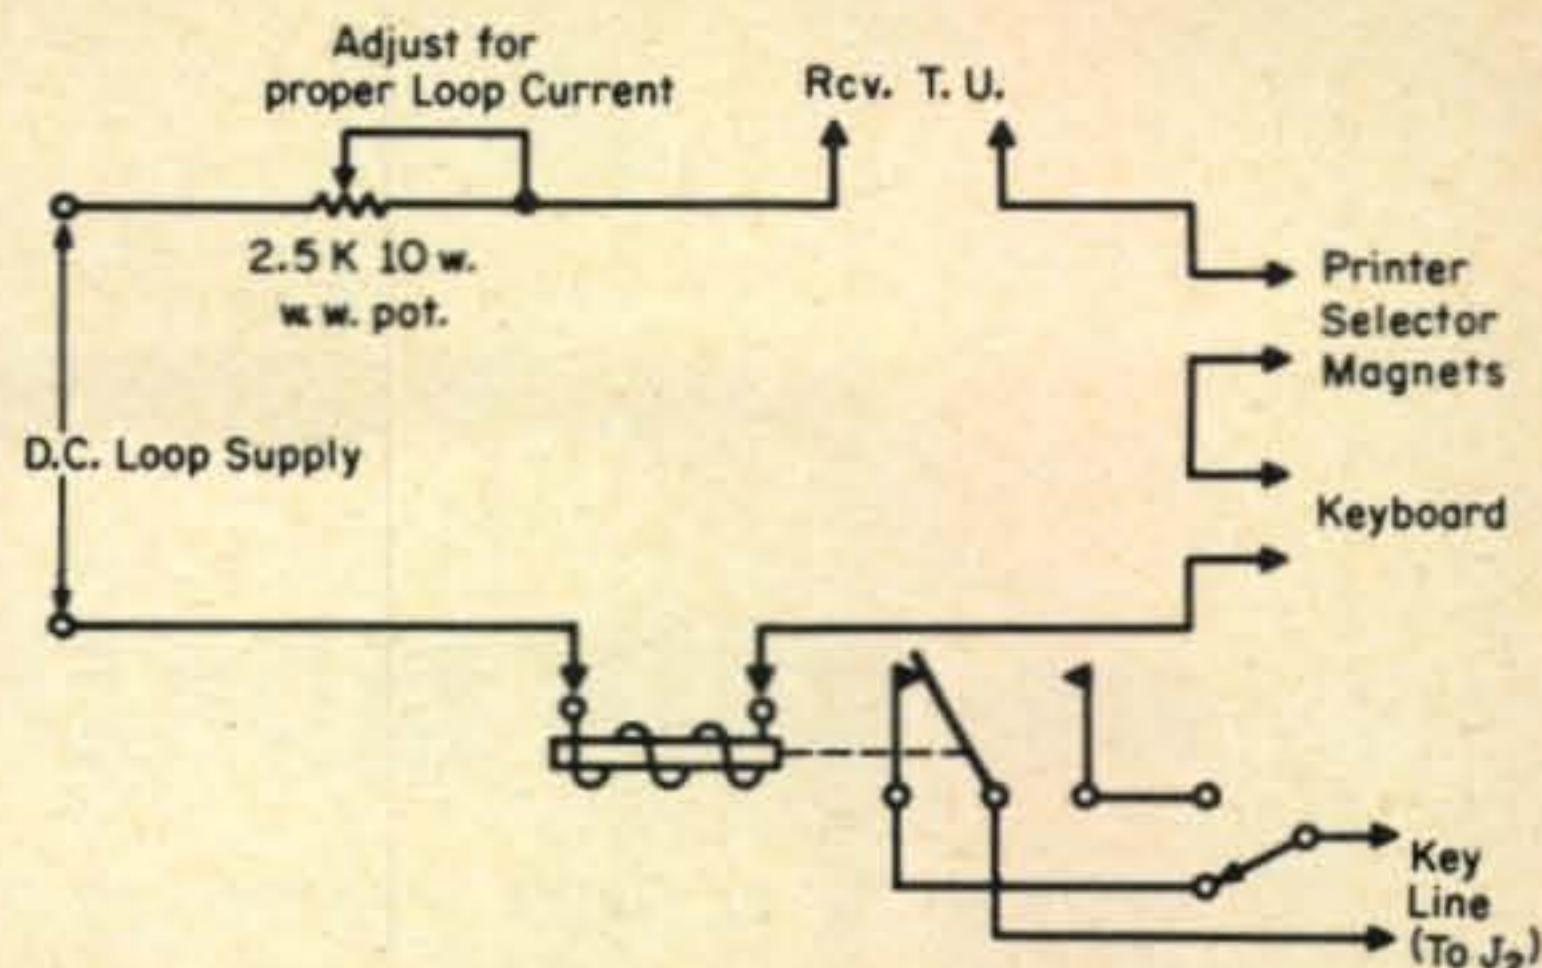 Adjust for
proper Loop Current
Rcv. T. U.
2.5 K 10 w.
w. w. pot.
Printer
Selector
Magnets
D.C. Loop Supply
Keyboard
Key
Line
(To J2)